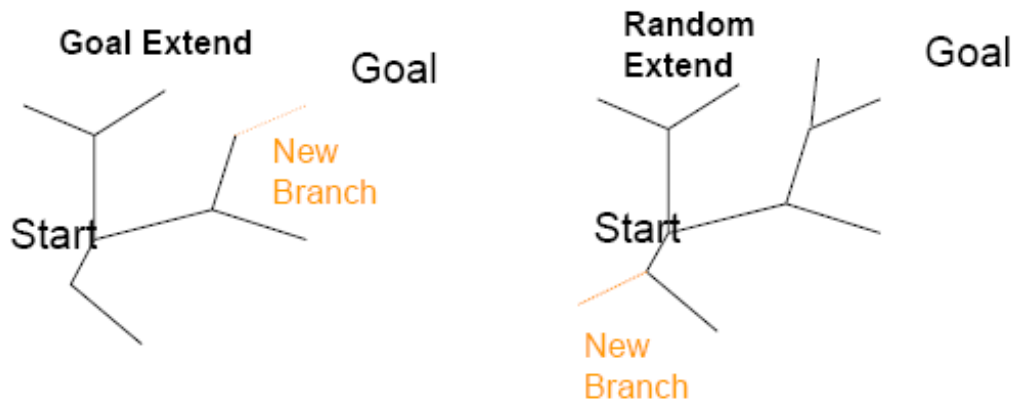 Goal Extend
Goal
New
Branch
Start
Random
Extend
Goal
Start
New
Branch